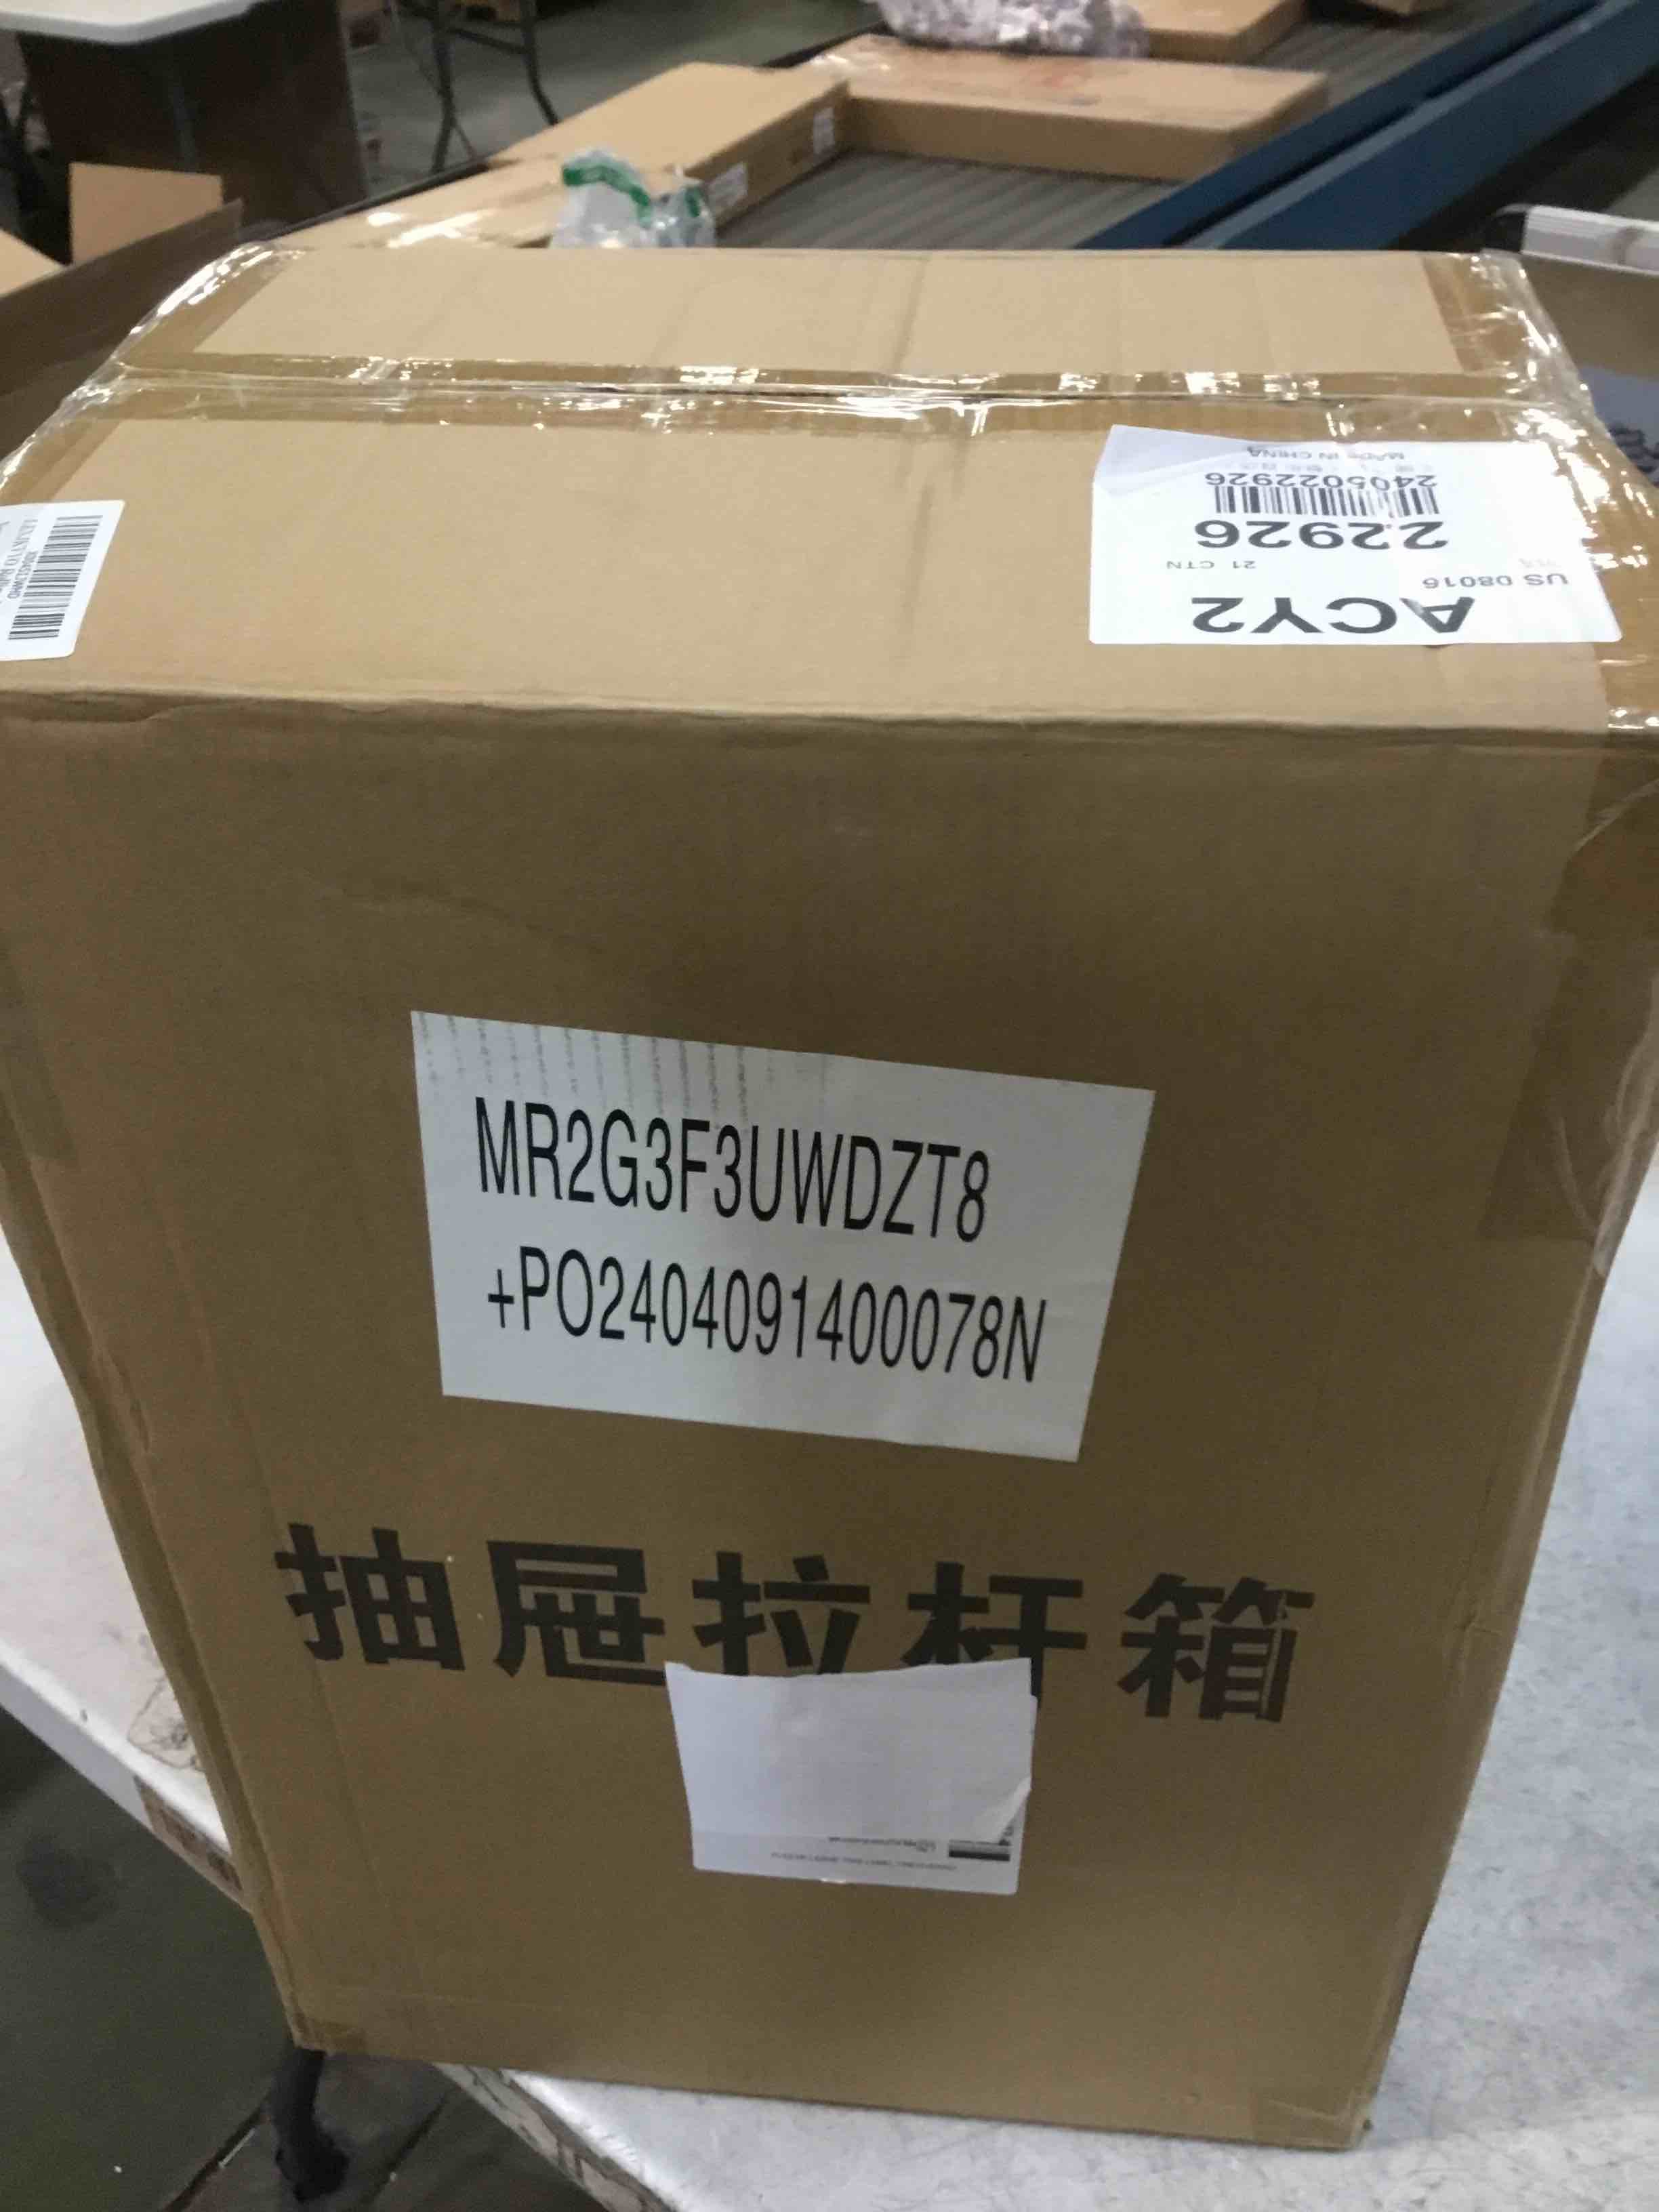 ACY2
US 08016
21 CTN
22926
2405022926
MADE IN CHINA
MR2G3F3UWDZT8
+PO2404091400078N
抽屉拉杆箱